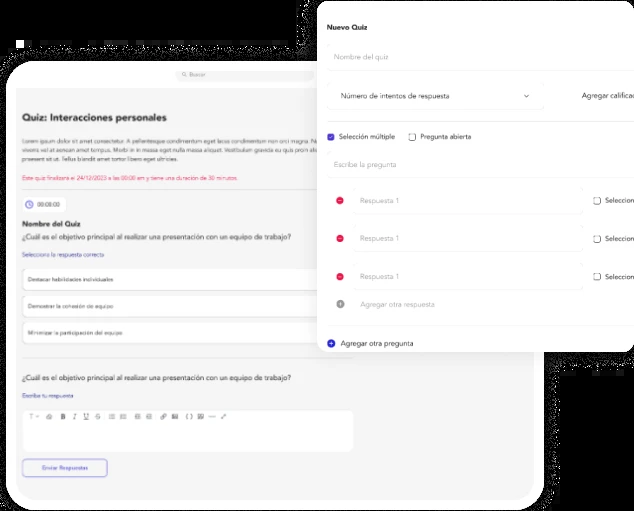 Buscar
Quiz: Interacciones personales
Lorem ipsum dolor sit amet consectetur. A pellentesque condimentum eget lacus condimentum non orci magna.
viverra vel at aenean amet tempus. Morbi in in massa eget nulla massa aliquet. Vestibulum gravida eu quis proin
praesent sit ut. Tellus blandit amet tortor libero eget ultricies.
Este quiz finalizara el 24/12/2023 a las 00:00 am y tiene una duración de 30 minutos.
00:00:00
Nombre del Quiz
¿Cuál es el objetivo principal al realizar una presentación con un equipo de trabajo?
Selecciona la respuesta correcta
Destacar habilidades individuales
Demostrar la cohesión de equipo
Minimizar la participación del equipo
¿Cuál es el objetivo principal al realizar una presentación con un equipo de trabajo?
Escriba tu respuesta
Enviar Respuestas
Nuevo Quiz
Nombre del quiz
Número de intentos de respuesta
Agregar califica
Selección múltiple
Pregunta abierta
Escribe la pregunta
Respuesta 1
Seleccion
Respuesta 1
Seleccion
Respuesta 1
Seleccion
Agregar otra respuesta
Agregar otra pregunta